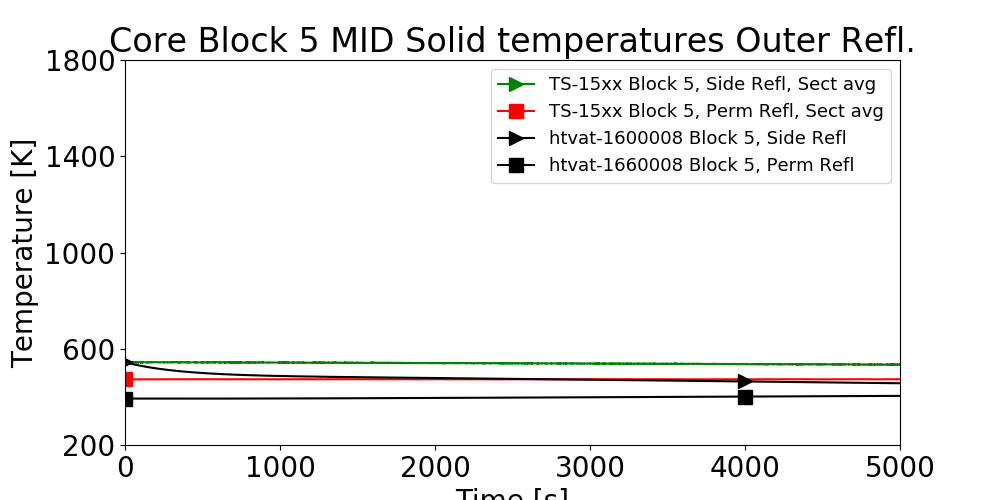 Core Block 5 MID Solid temperatures Outer Refl.
1800
1400
1000
600
200
Temperature [K]
TS-15xx Block 5, Side Refl, Sect avg
TS-15xx Block 5, Perm Refl, Sect avg
htvat-1600008 Block 5, Side Refl
htvat-1660008 Block 5, Perm Refl
0 1000 2000 3000 4000 5000
Time [s]